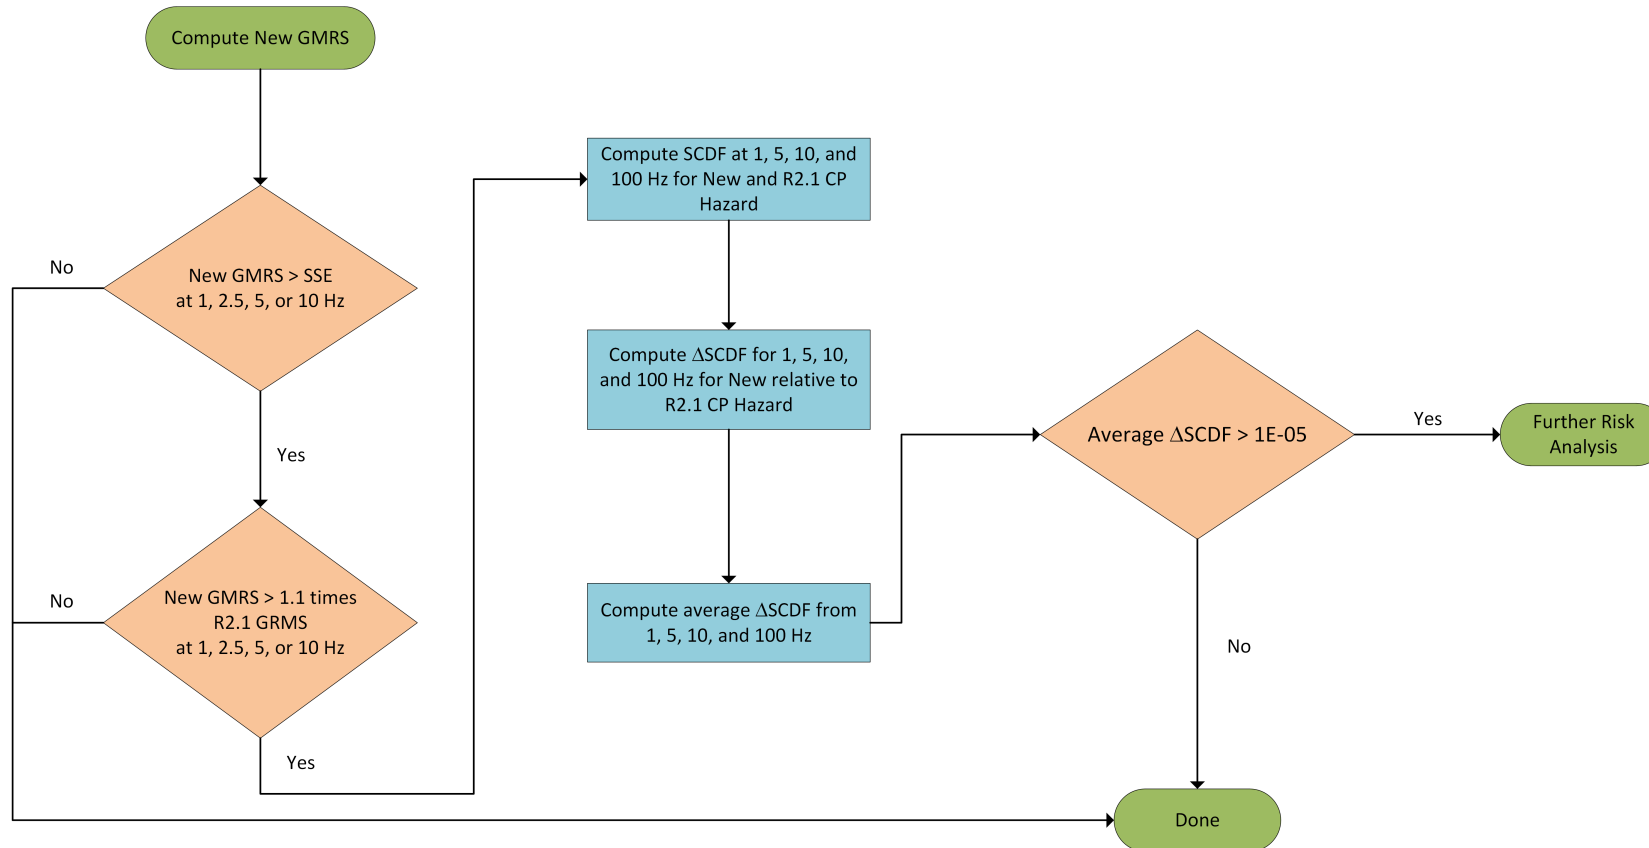 Compute New GMRS
No
New GMRS > SSE
at 1, 2.5, 5, or 10 Hz
Yes
No
New GMRS > 1.1 times
R2.1 GRMS
at 1, 2.5, 5, or 10 Hz
Yes
Compute SCDF at 1, 5, 10, and
100 Hz for New and R2.1 CP
Hazard
Compute ΔSCDF for 1, 5, 10,
and 100 Hz for New relative to
R2.1 CP Hazard
Compute average ΔSCDF from
1, 5, 10, and 100 Hz
Average ΔSCDF > 1E-05
Yes
Further Risk
Analysis
No
Done